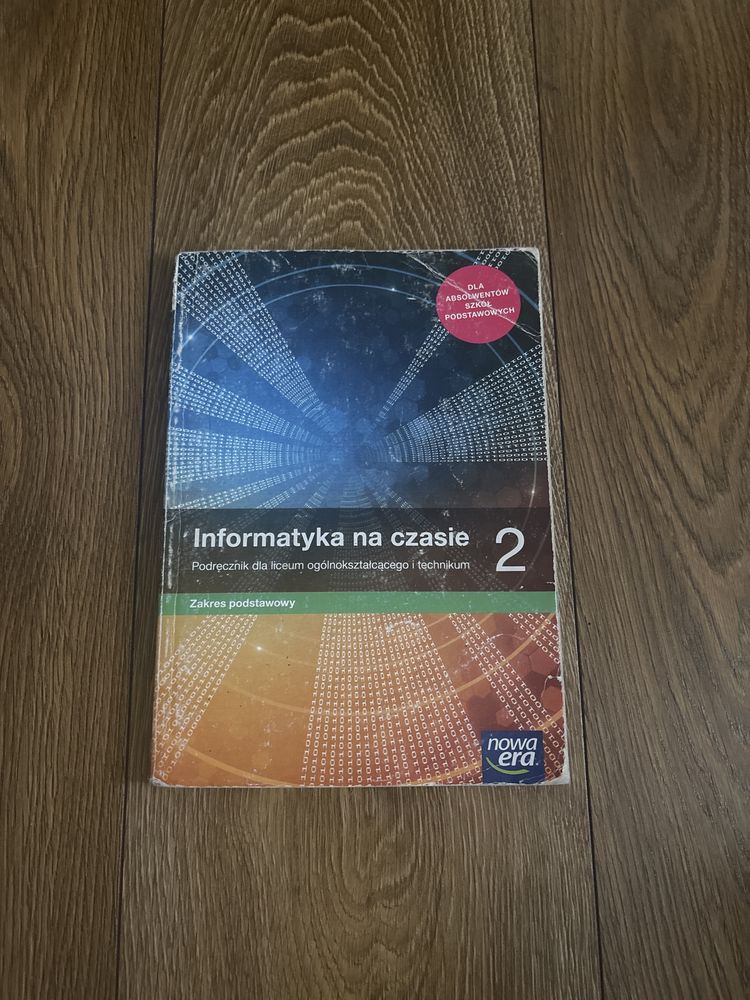 DLA
ABSOLWENTÓW
SZKÓŁ
PODSTAWOWYCH
Informatyka na czasie 2
Podręcznik dla liceum ogólnokształcącego i technikum
Zakres podstawowy
nowa
era